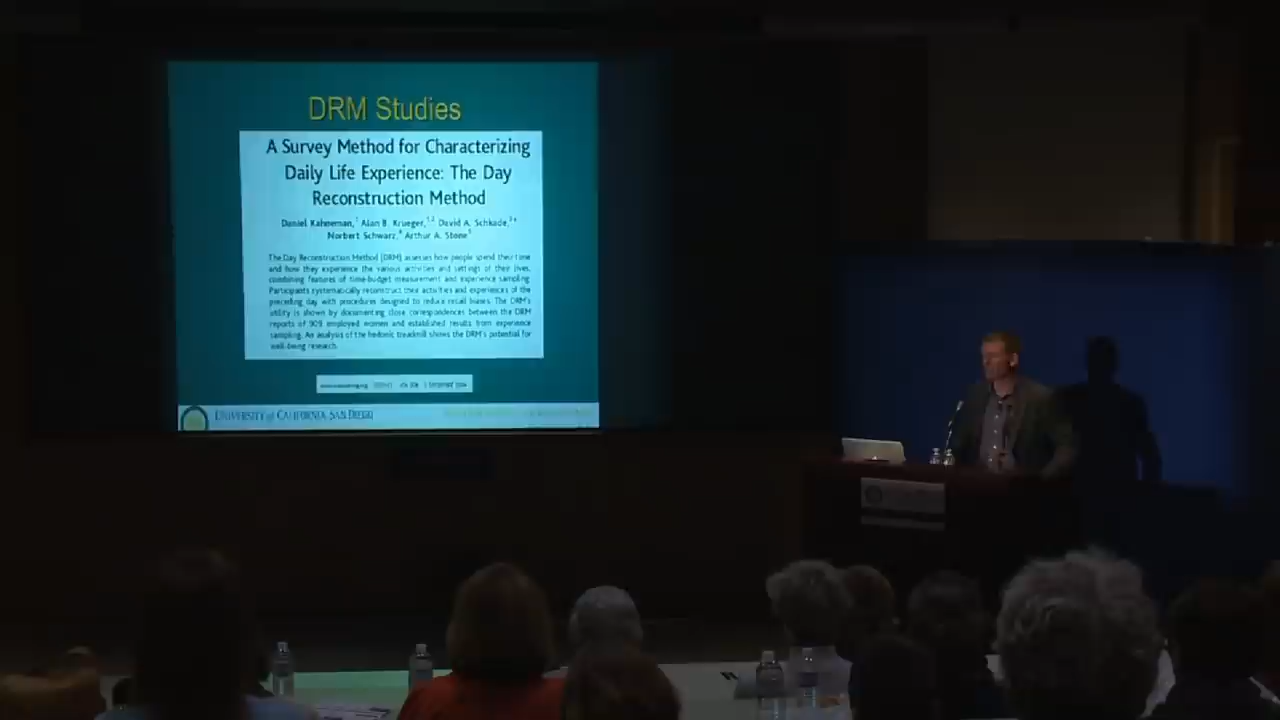 DRM Studies
A Survey Method for Characterizing
Daily Life Experience: The Day
Reconstruction Method
Daniel Kahneman,¹ Alan B. Krueger,¹,² David A. Schkade,³*
Norbert Schwarz,⁴ Arthur A. Stone⁵
The Day Reconstruction Method (DRM) assesses how people spend their time
and how they experience the various activities and settings of their lives,
combining features of time-budget measurement and experience sampling.
Participants systematically reconstruct their activities and experiences of the
preceding day with procedures designed to reduce recall biases. The DRM's
utility is shown by documenting close correspondences between the DRM
reports of 909 employed women and established results from experience
sampling. An analysis of the hedonic treadmill shows the DRM's potential for
well-being research.
UNIVERSITY of CALIFORNIA, SAN DIEGO